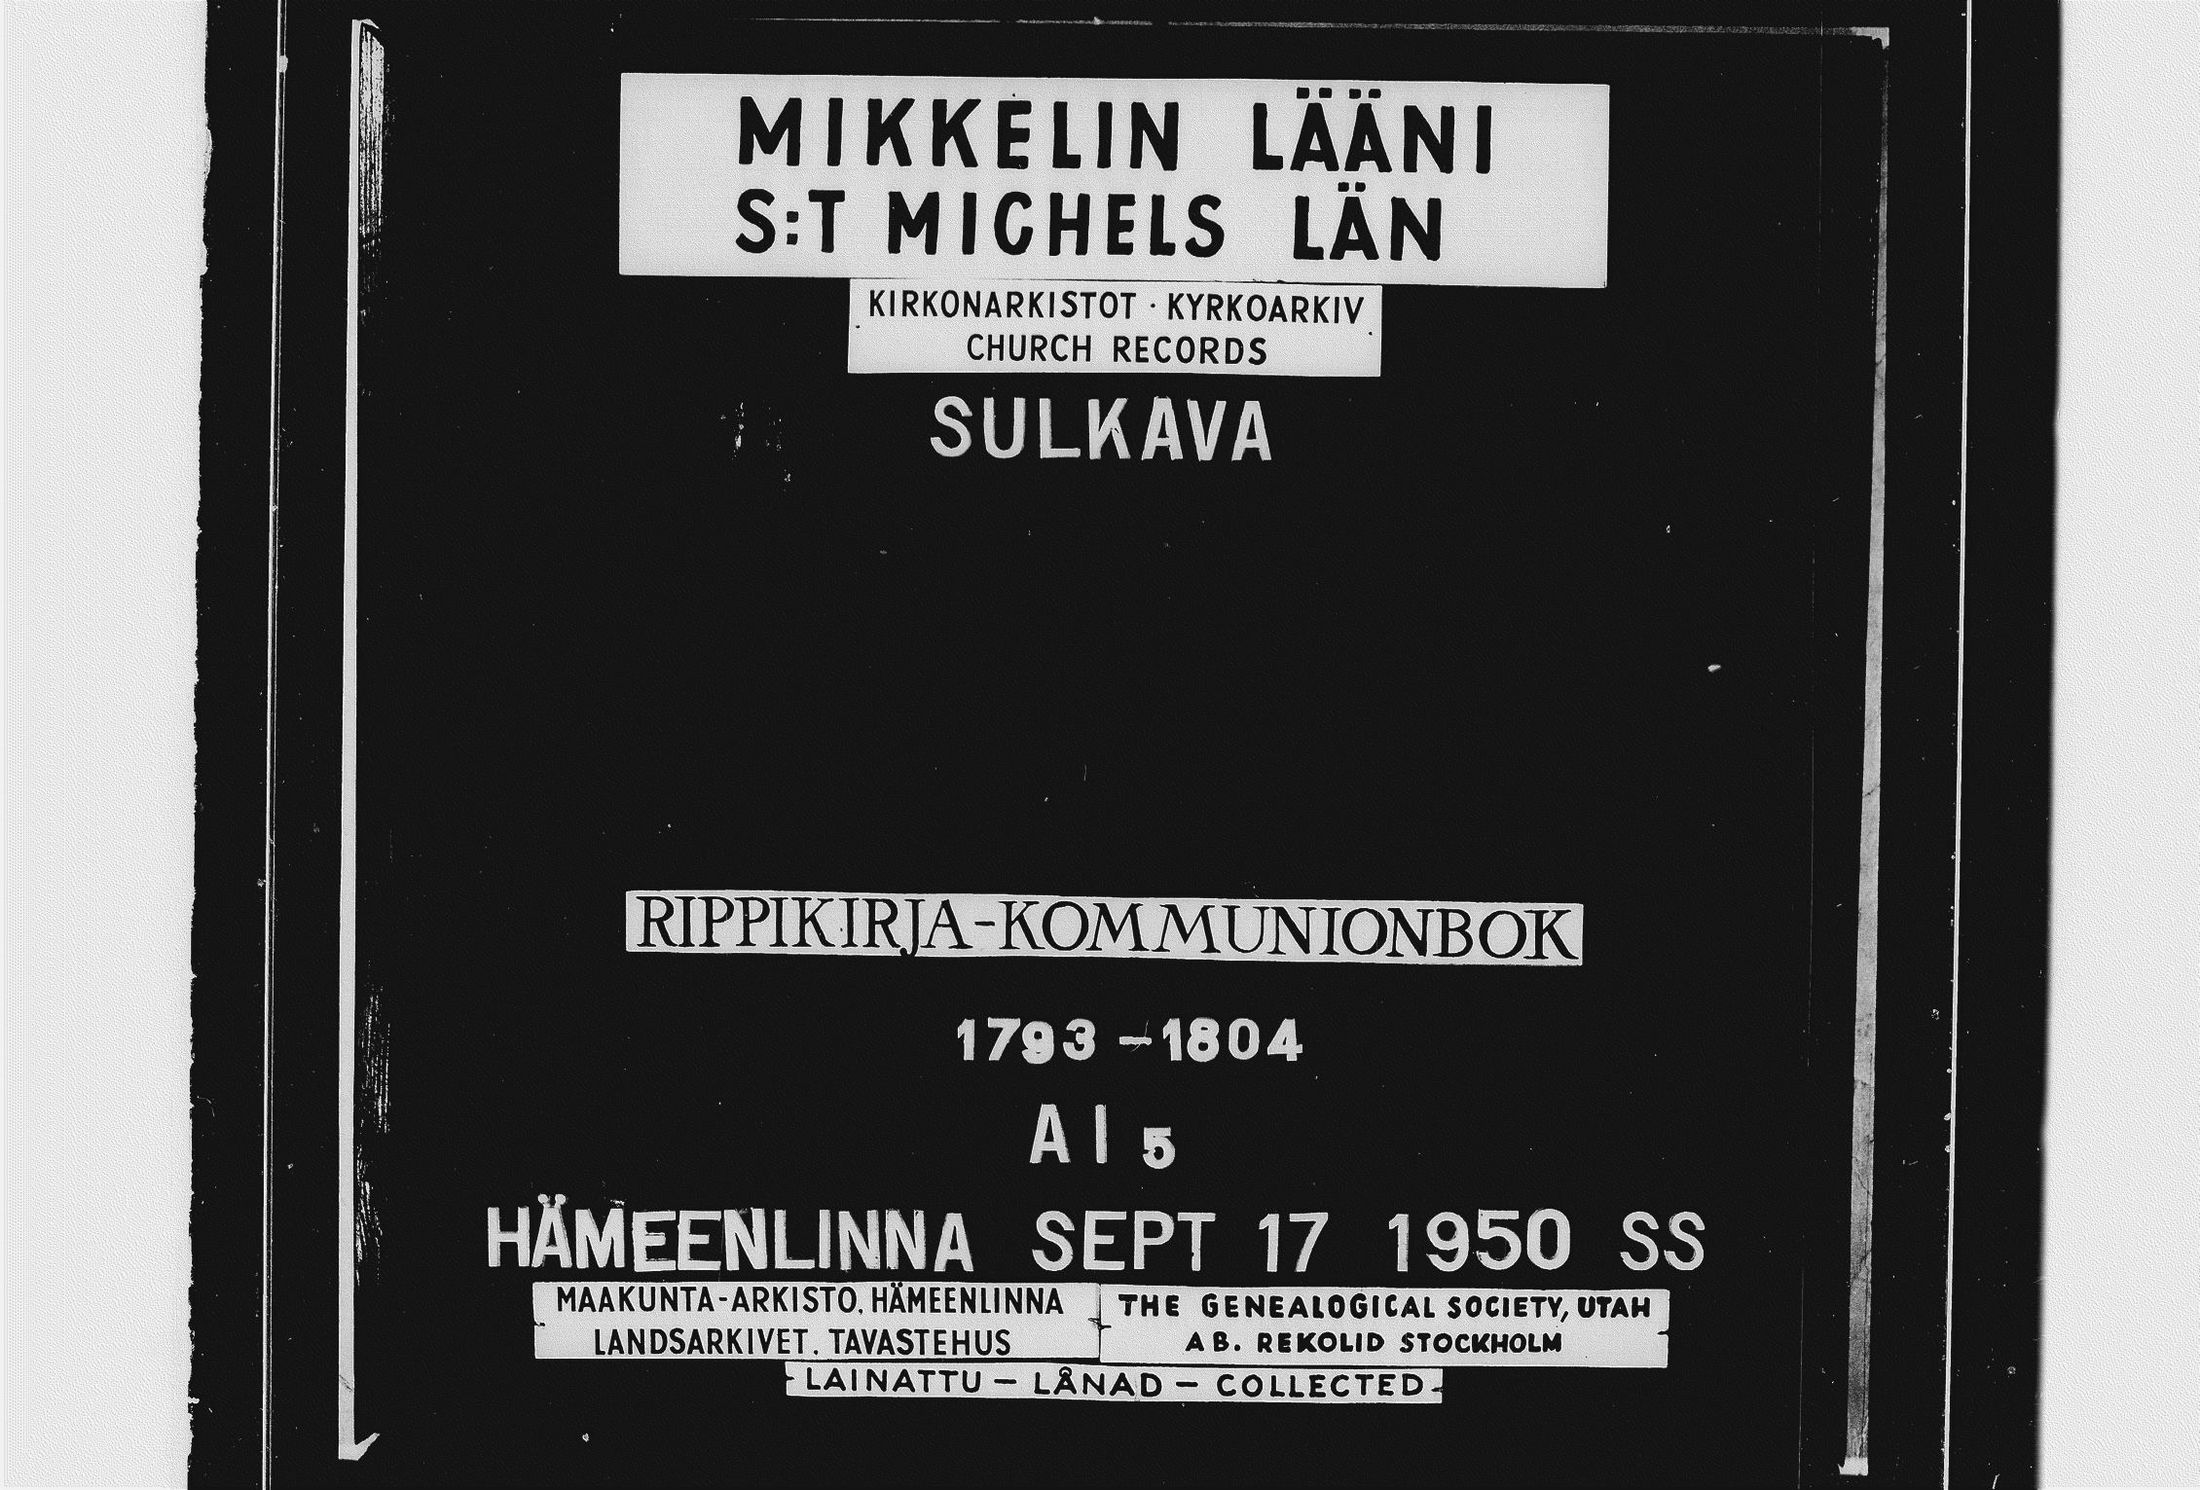 MIKKELIN LÄÄNI
S:T MICHELS LÄN
KIRKONARKISTOT · KYRKOARKIV
CHURCH RECORDS
SULKAVA
RIPPIKIRJA-KOMMUNIONBOK
1793 – 1804
A I 5
HÄMEENLINNA SEPT 17 1950 SS
MAAKUNTA-ARKISTO, HÄMEENLINNA
LANDSARKIVET. TAVASTEHUS
THE GENEALOGICAL SOCIETY, UTAH
AB. REKOLID STOCKHOLM
LAINATTU – LÅNAD – COLLECTED